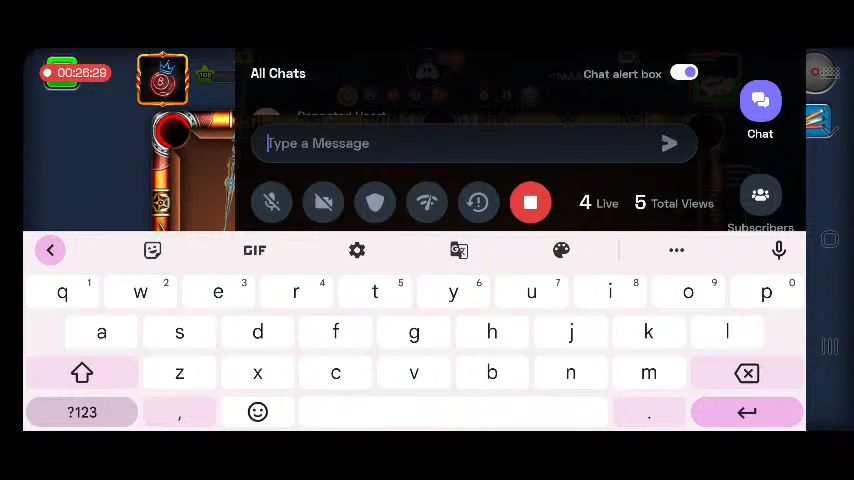 00:26:29
108
All Chats
Chat alert box
Type a Message
Chat
4 Live
5 Total Views
Subscribers
GIF
q 1 w 2 e 3 r 4 t 5 y 6 u 7 i 8 o 9 p 0
a s d f g h j k l
z x c v b n m
?123 , .